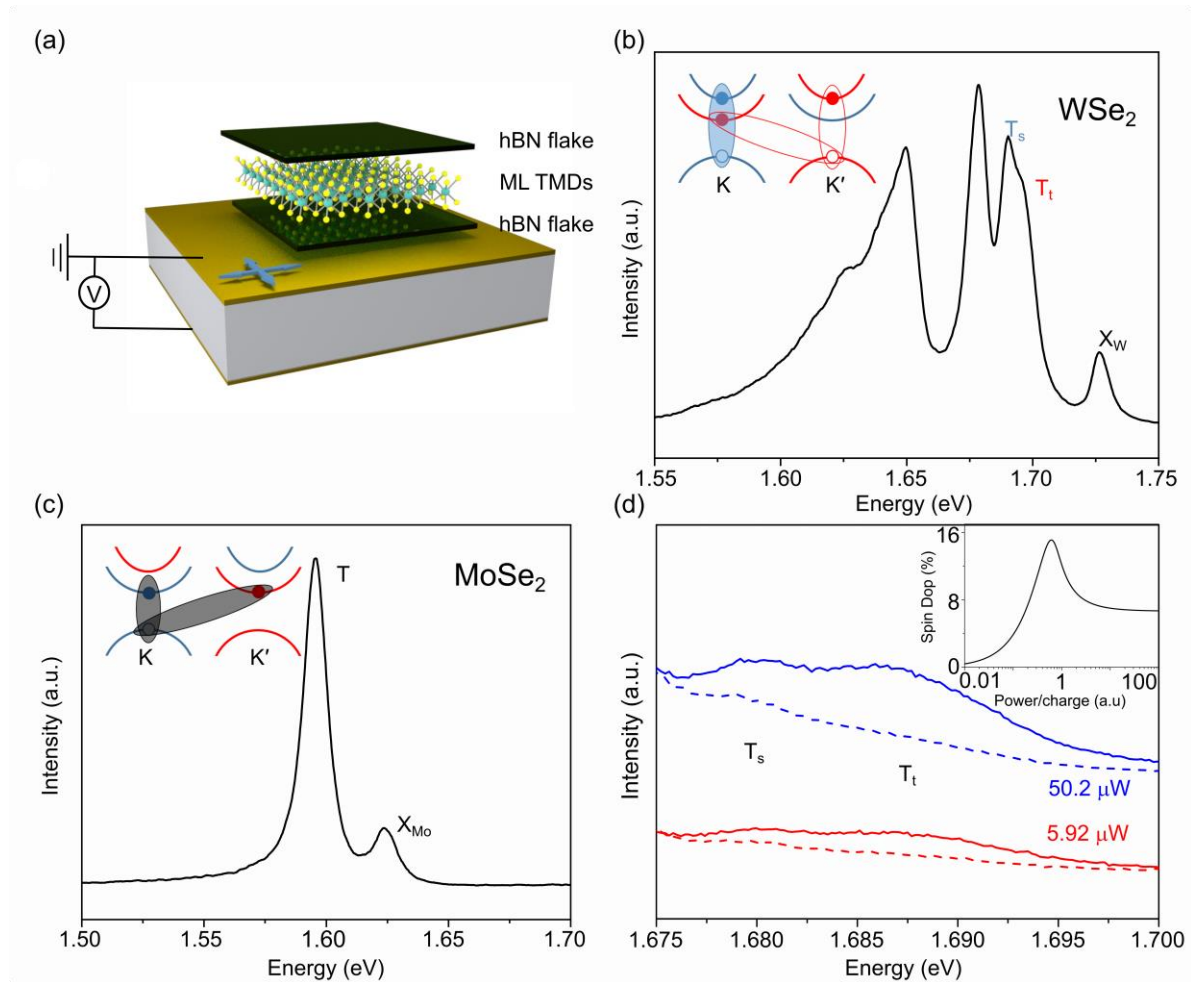 (a)
hBN flake
ML TMDs
hBN flake
V
(b)
WSe₂
K
K′
Tₛ
Tₜ
X_W
Intensity (a.u.)
1.55 1.60 1.65 1.70 1.75
Energy (eV)
(c)
MoSe₂
K
K′
T
X_Mo
Intensity (a.u.)
1.50 1.55 1.60 1.65 1.70
Energy (eV)
(d)
Spin Dop (%)
16
8
0
0.01 1 100
Power/charge (a.u)
Tₛ
Tₜ
50.2 μW
5.92 μW
Intensity (a.u.)
1.675 1.680 1.685 1.690 1.695 1.700
Energy (eV)